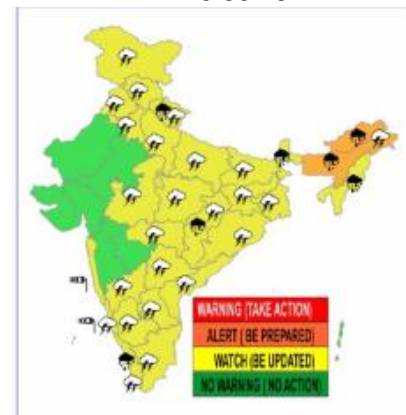 WARNING (TAKE ACTION)
ALERT ( BE PREPARED)
WATCH (BE UPDATED)
NO WARNING ( NO ACTION)